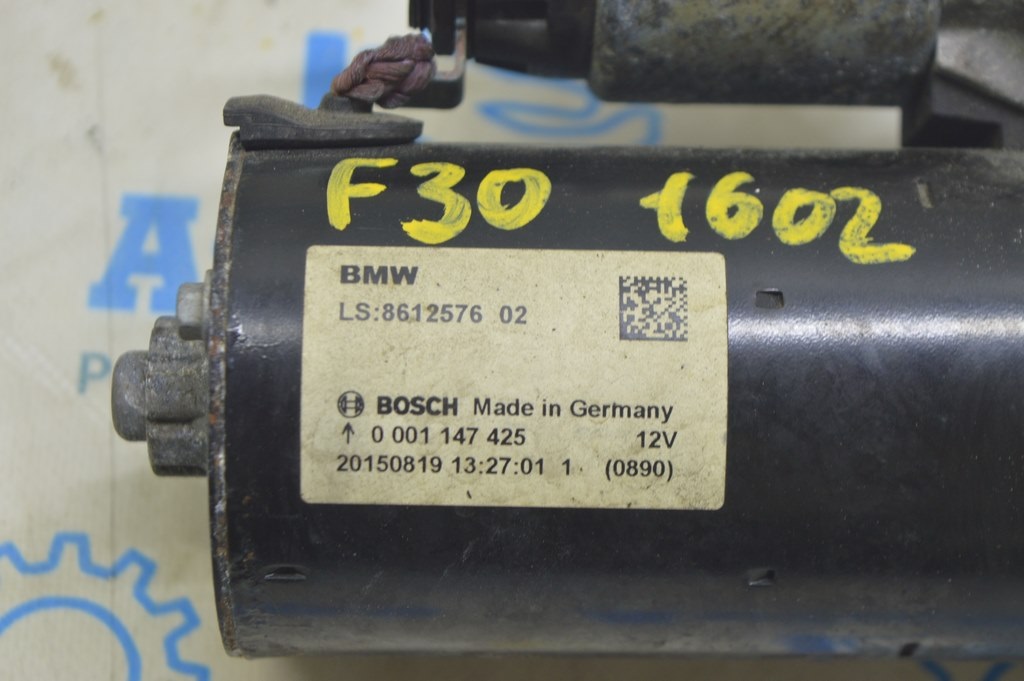 F30 1602
BMW
LS:8612576 02
BOSCH Made in Germany
↑ 0 001 147 425 12V
20150819 13:27:01 1 (0890)
A
P